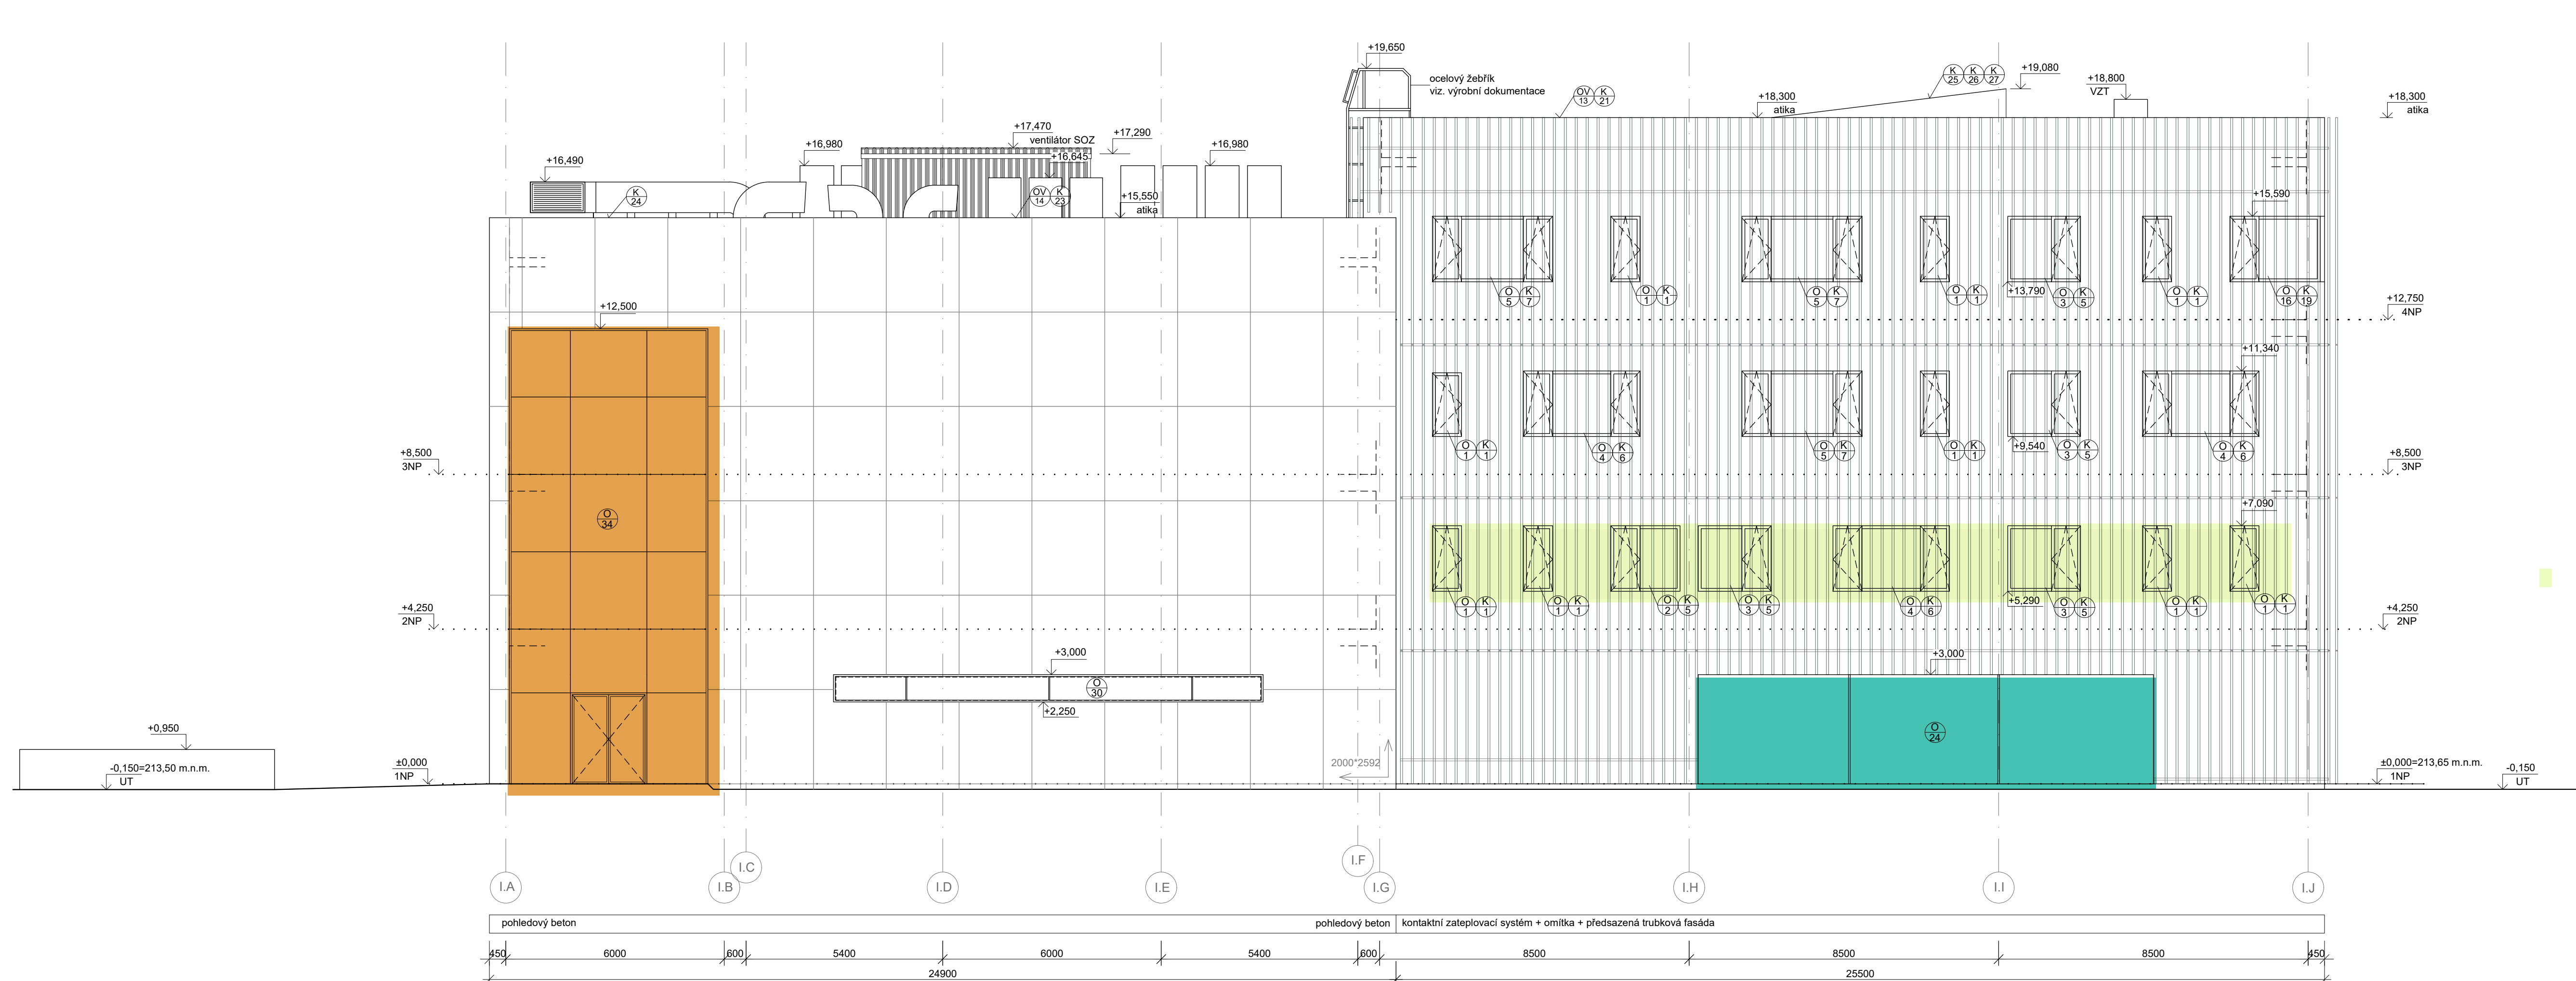 +19,650
ocelový žebřík
viz. výrobní dokumentace
OV 13
K 21
+18,300
atika
K 25
K 26
K 27
+19,080
+18,800
VZT
+18,300
atika
+16,490
K 24
+16,980
+17,470
ventilátor SOZ
+16,645
+17,290
OV 14
K 23
+15,550
atika
+16,980
+15,590
O 5
K 7
O 1
K 1
O 5
K 7
O 1
K 1
+13,790
O 3
K 5
O 1
K 1
O 16
K 19
+12,500
+12,750
4NP
+11,340
O 1
K 1
O 4
K 6
O 5
K 7
O 1
K 1
+9,540
O 3
K 5
O 4
K 6
+8,500
3NP
+8,500
3NP
O 34
+7,090
O 1
K 1
O 1
K 1
O 2
K 5
O 3
K 5
O 4
K 6
+5,290
O 3
K 5
O 1
K 1
O 1
K 1
+4,250
2NP
+4,250
2NP
+3,000
O 30
+2,250
+3,000
O 24
+0,950
-0,150=213,50 m.n.m.
UT
±0,000
1NP
2000*2592
±0,000=213,65 m.n.m.
1NP
-0,150
UT
I.A
I.B
I.C
I.D
I.E
I.F
I.G
I.H
I.I
I.J
pohledový beton
pohledový beton
kontaktní zateplovací systém + omítka + předsazená trubková fasáda
450
6000
600
5400
6000
5400
600
8500
8500
8500
450
24900
25500